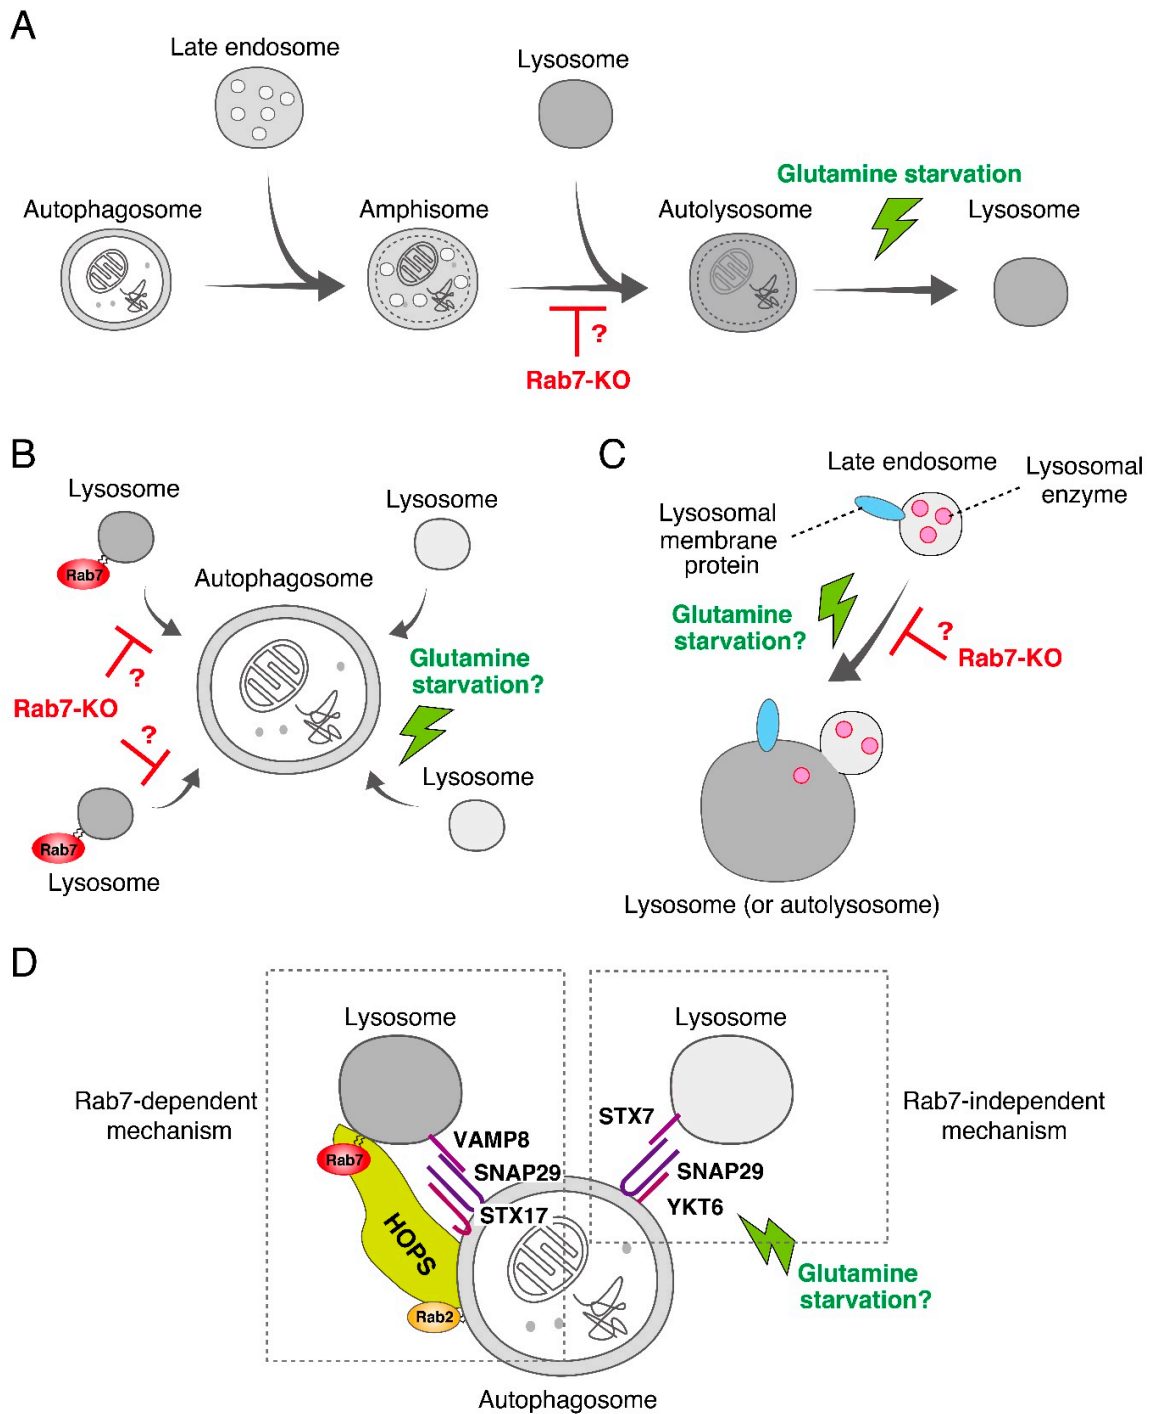 A
Late endosome
Lysosome
Glutamine starvation
Autophagosome
Amphisome
Autolysosome
Lysosome
?
Rab7-KO
B
Lysosome
Lysosome
Rab7
Autophagosome
?
Glutamine
starvation?
Rab7-KO
?
Lysosome
Rab7
Lysosome
C
Late endosome
Lysosomal
enzyme
Lysosomal
membrane
protein
Glutamine
starvation?
?
Rab7-KO
Lysosome (or autolysosome)
D
Lysosome
Lysosome
Rab7-dependent
mechanism
Rab7-independent
mechanism
STX7
VAMP8
Rab7
SNAP29
SNAP29
STX17
YKT6
HOPS
Glutamine
starvation?
Rab2
Autophagosome